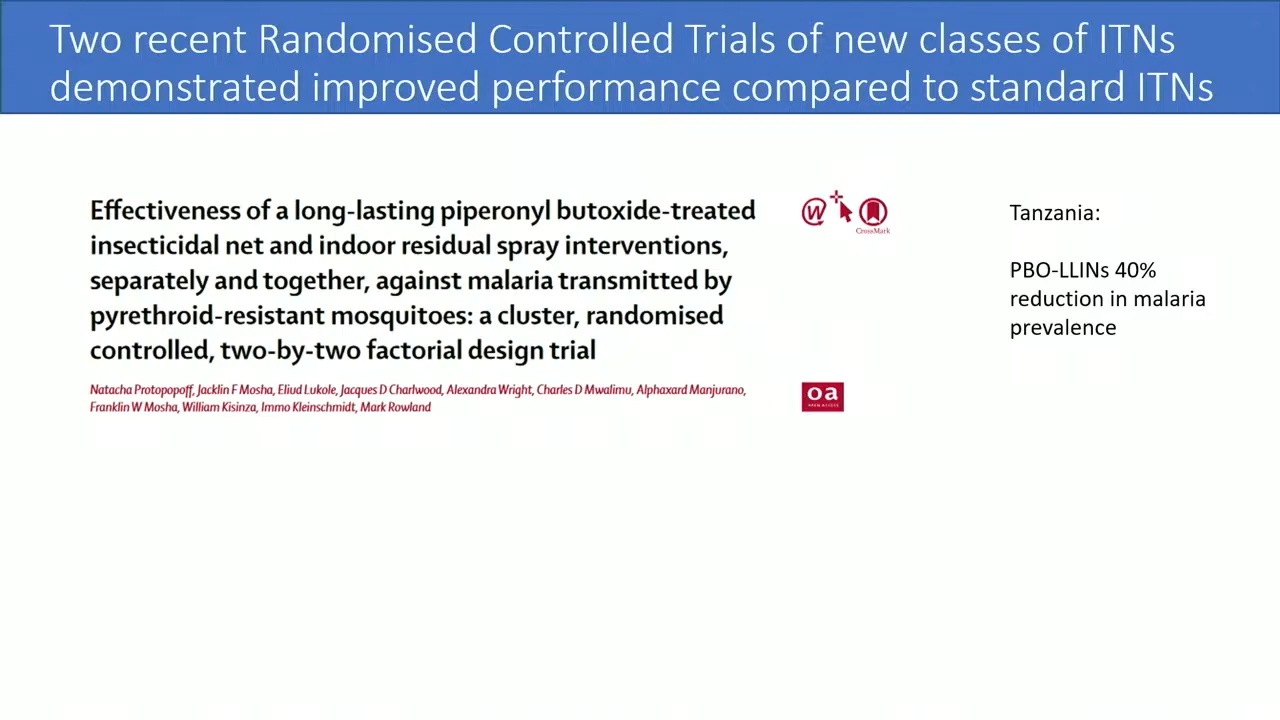 Two recent Randomised Controlled Trials of new classes of ITNs
demonstrated improved performance compared to standard ITNs
Effectiveness of a long-lasting piperonyl butoxide-treated
insecticidal net and indoor residual spray interventions,
separately and together, against malaria transmitted by
pyrethroid-resistant mosquitoes: a cluster, randomised
controlled, two-by-two factorial design trial
W
CrossMark
Natacha Protopopoff, Jacklin F Mosha, Eliud Lukole, Jacques D Charlwood, Alexandra Wright, Charles D Mwalimu, Alphaxard Manjurano,
Franklin W Mosha, William Kisinza, Immo Kleinschmidt, Mark Rowland
oa
OPEN ACCESS
Tanzania:
PBO-LLINs 40%
reduction in malaria
prevalence